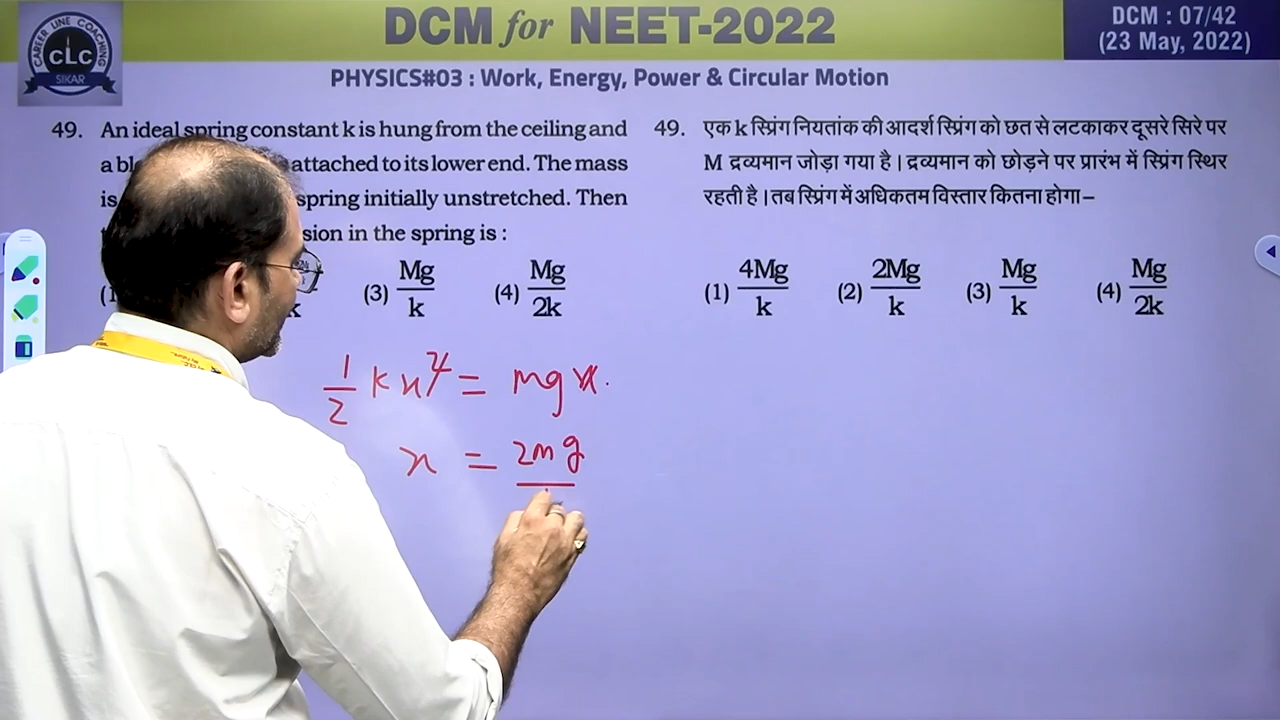 DCM for NEET-2022
DCM : 07/42
(23 May, 2022)
CAREER LINE COACHING
CLC
SIKAR
PHYSICS#03 : Work, Energy, Power & Circular Motion
49. An ideal spring constant k is hung from the ceiling and
a attached to its lower end. The mass
is spring initially unstretched. Then
in the spring is :
(3) Mg/k (4) Mg/2k
49. एक k स्प्रिंग नियतांक की आदर्श स्प्रिंग को छत से लटकाकर दूसरे सिरे पर
M द्रव्यमान जोड़ा गया है। द्रव्यमान को छोड़ने पर प्रारंभ में स्प्रिंग स्थिर
रहती है। तब स्प्रिंग में अधिकतम विस्तार कितना होगा–
(1) 4Mg/k (2) 2Mg/k (3) Mg/k (4) Mg/2k
1/2 kx² = mgx.
x = 2mg